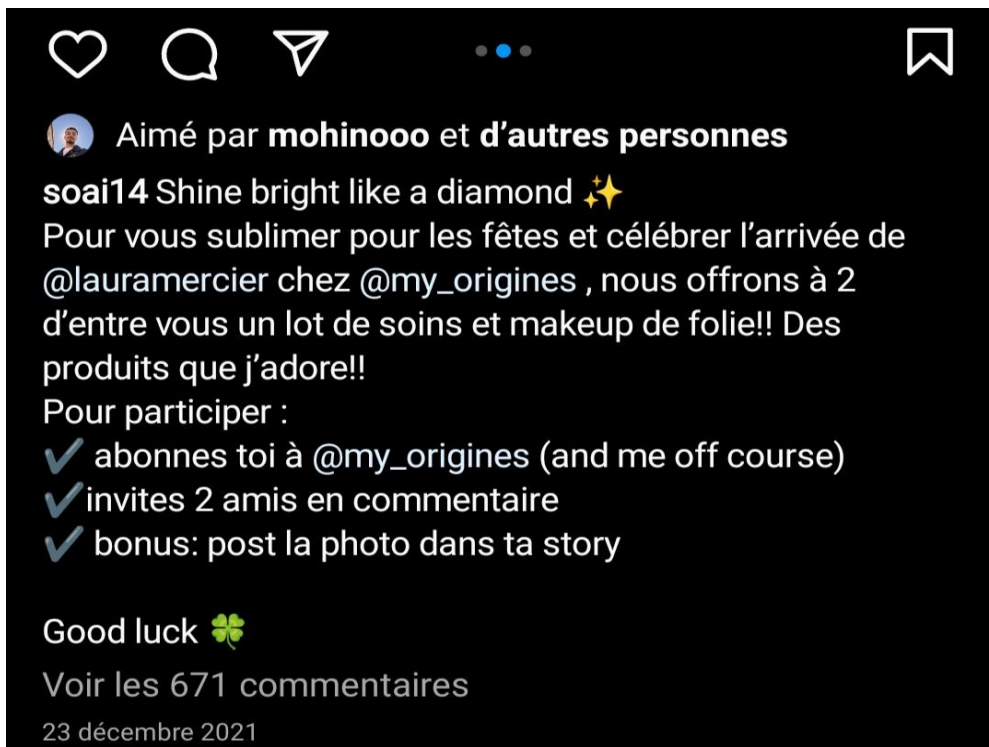 Aimé par mohinooo et d'autres personnes
soai14 Shine bright like a diamond ✨
Pour vous sublimer pour les fêtes et célébrer l'arrivée de
@lauramercier chez @my_origines , nous offrons à 2
d'entre vous un lot de soins et makeup de folie!! Des
produits que j'adore!!
Pour participer :
✔️ abonnes toi à @my_origines (and me off course)
✔️invites 2 amis en commentaire
✔️ bonus: post la photo dans ta story
Good luck 🍀
Voir les 671 commentaires
23 décembre 2021